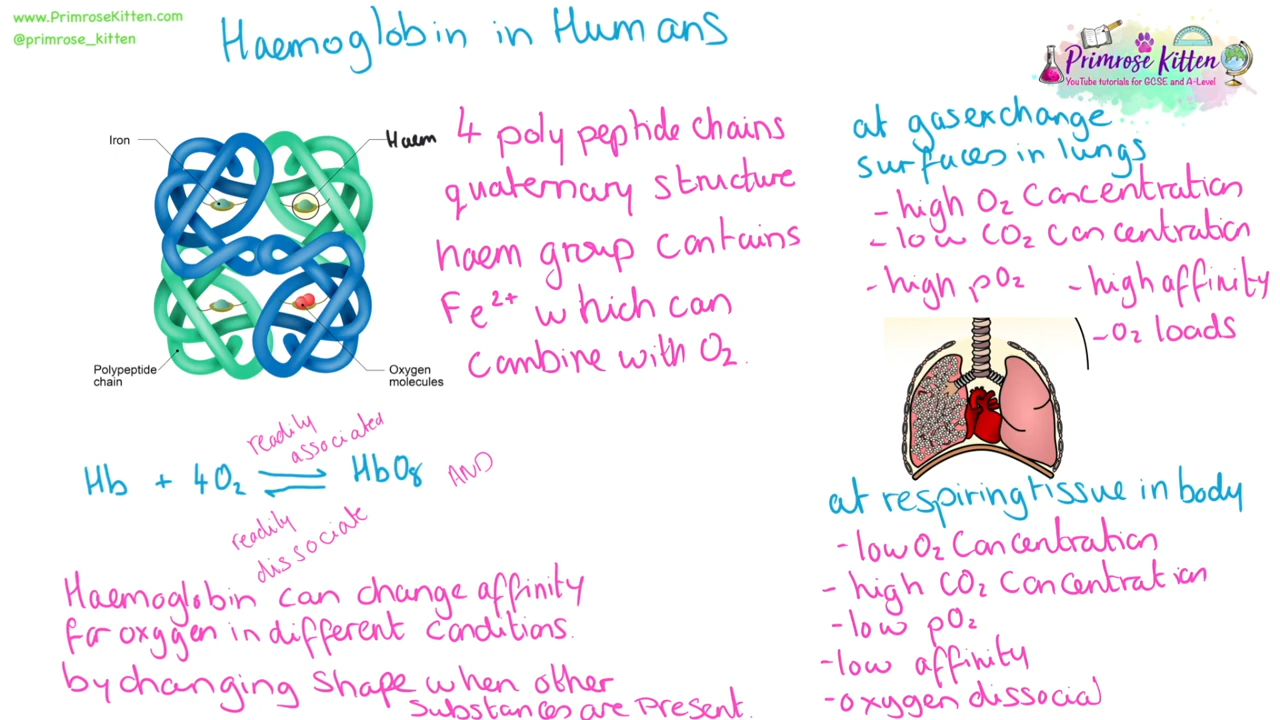 www.PrimroseKitten.com
@primrose_kitten
Haemoglobin in Humans
Primrose Kitten
YouTube tutorials for GCSE and A-Level
Iron
Haem
Polypeptide
chain
Oxygen
molecules
4 polypeptide chains
quaternary structure
haem group contains
Fe²⁺ which can
combine with O₂.
readily
associated
Hb + 4O₂ ⇌ HbO₈ AND
readily
dissociate
Haemoglobin can change affinity
for oxygen in different conditions.
by changing shape when other
substances are present.
at gas exchange
surfaces in lungs
- high O₂ concentration
- low CO₂ concentration
- high pO₂
- high affinity
- O₂ loads
at respiring tissue in body
- low O₂ concentration
- high CO₂ concentration
- low pO₂
- low affinity
- oxygen dissociat